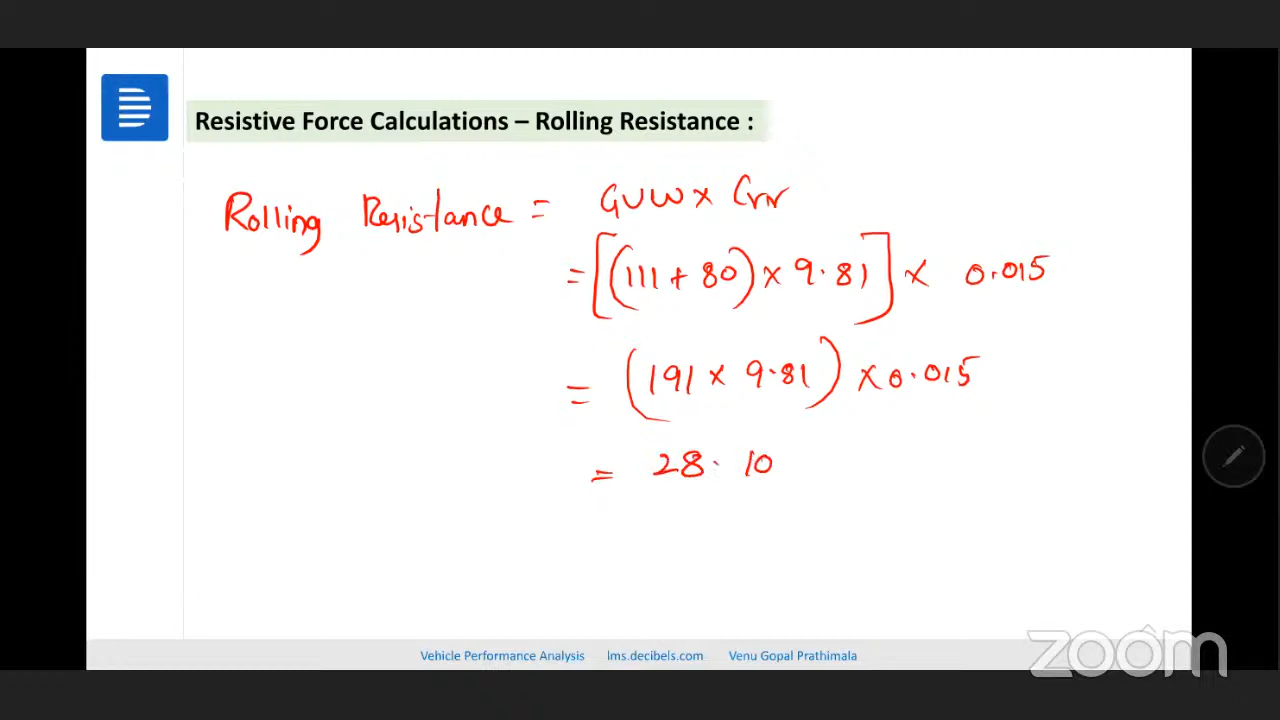 Resistive Force Calculations – Rolling Resistance :
Rolling Resistance = GVW x Crr
= [(111 + 80) x 9.81] x 0.015
= (191 x 9.81) x 0.015
= 28.10
Vehicle Performance Analysis lms.decibels.com Venu Gopal Prathimala
zoom